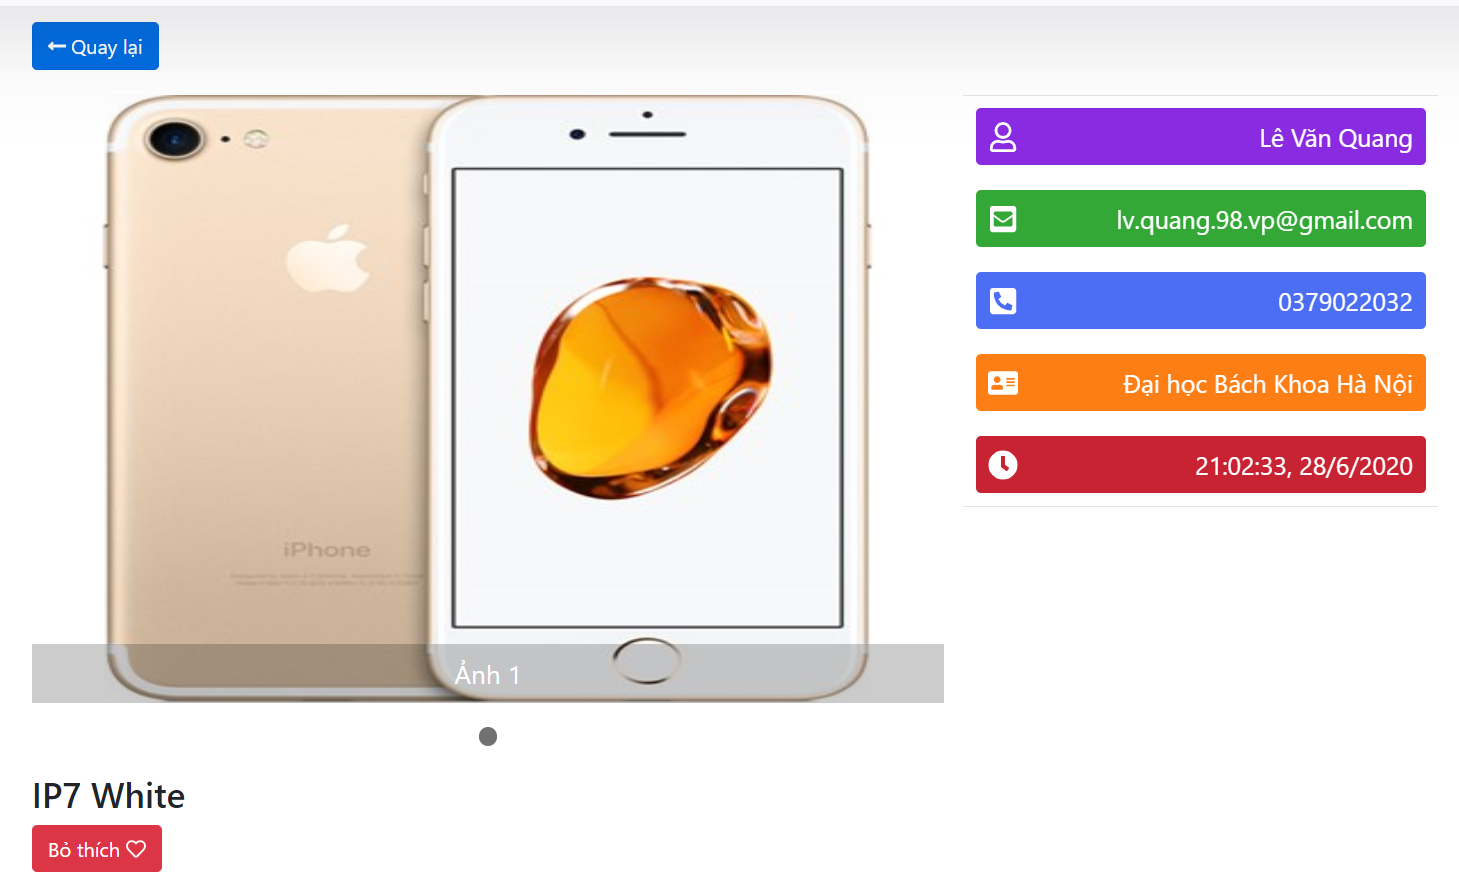 Quay lại
Lê Văn Quang
lv.quang.98.vp@gmail.com
0379022032
Đại học Bách Khoa Hà Nội
21:02:33, 28/6/2020
iPhone
Ảnh 1
IP7 White
Bỏ thích